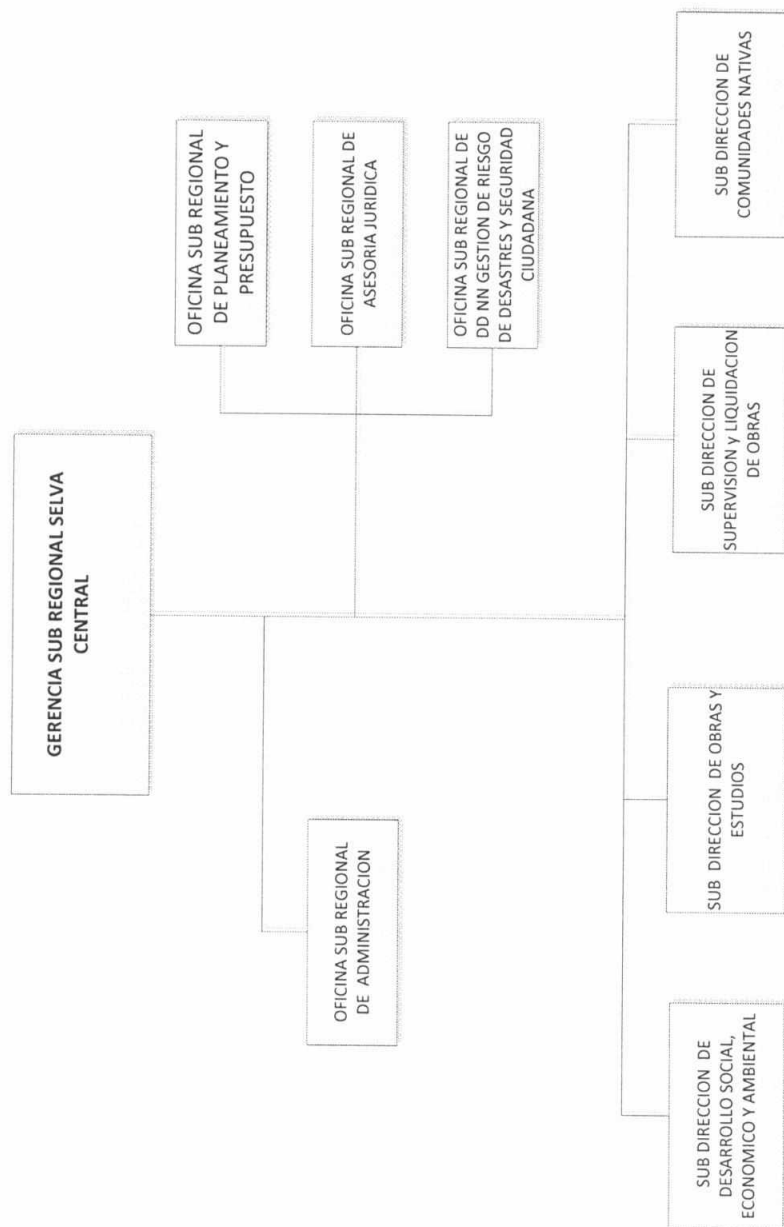 GERENCIA SUB REGIONAL SELVA
CENTRAL
OFICINA SUB REGIONAL
DE ADMINISTRACION
OFICINA SUB REGIONAL
DE PLANEAMIENTO Y
PRESUPUESTO
OFICINA SUB REGIONAL DE
ASESORIA JURIDICA
OFICINA SUB REGIONAL DE
DD NN GESTION DE RIESGO
DE DESASTRES Y SEGURIDAD
CIUDADANA
SUB DIRECCION DE
DESARROLLO SOCIAL,
ECONOMICO Y AMBIENTAL
SUB DIRECCION DE OBRAS Y
ESTUDIOS
SUB DIRECCION DE
SUPERVISION y LIQUIDACION
DE OBRAS
SUB DIRECCION DE
COMUNIDADES NATIVAS